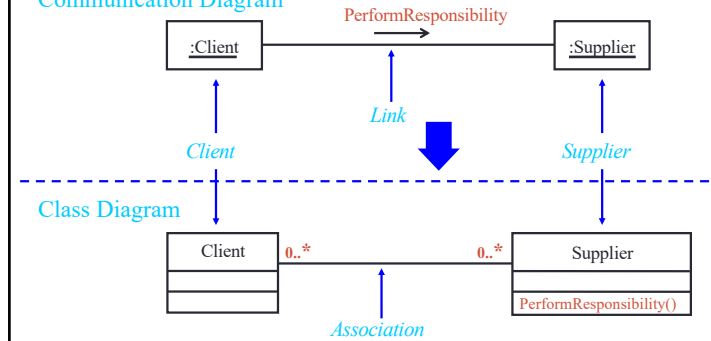 Communication Diagram
PerformResponsibility
:Client
:Supplier
Link
Client
Supplier
Class Diagram
Client
0..*
0..*
Supplier
PerformResponsibility()
Association